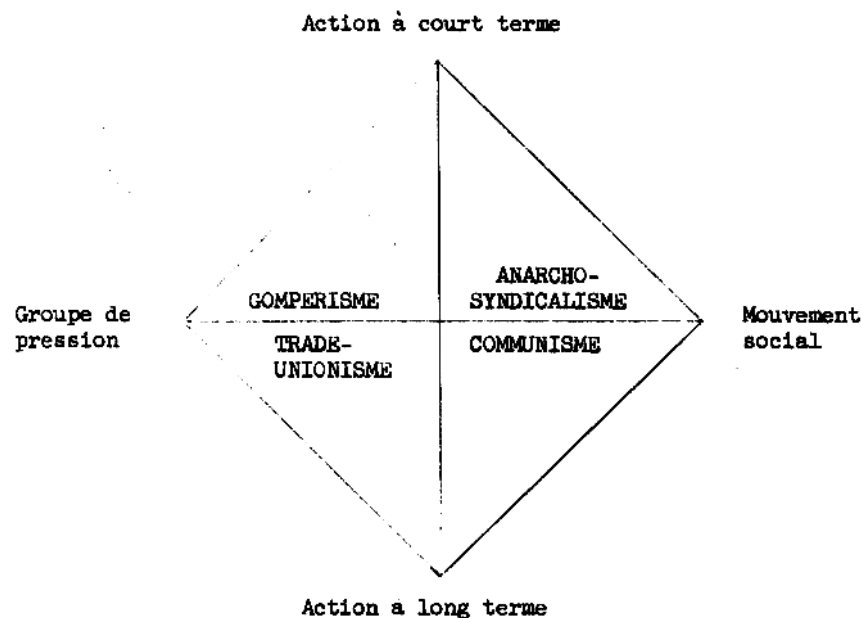 Action à court terme
GOMPERISME
ANARCHO-
SYNDICALISME
Groupe de
pression
Mouvement
social
TRADE-
UNIONISME
COMMUNISME
Action a long terme